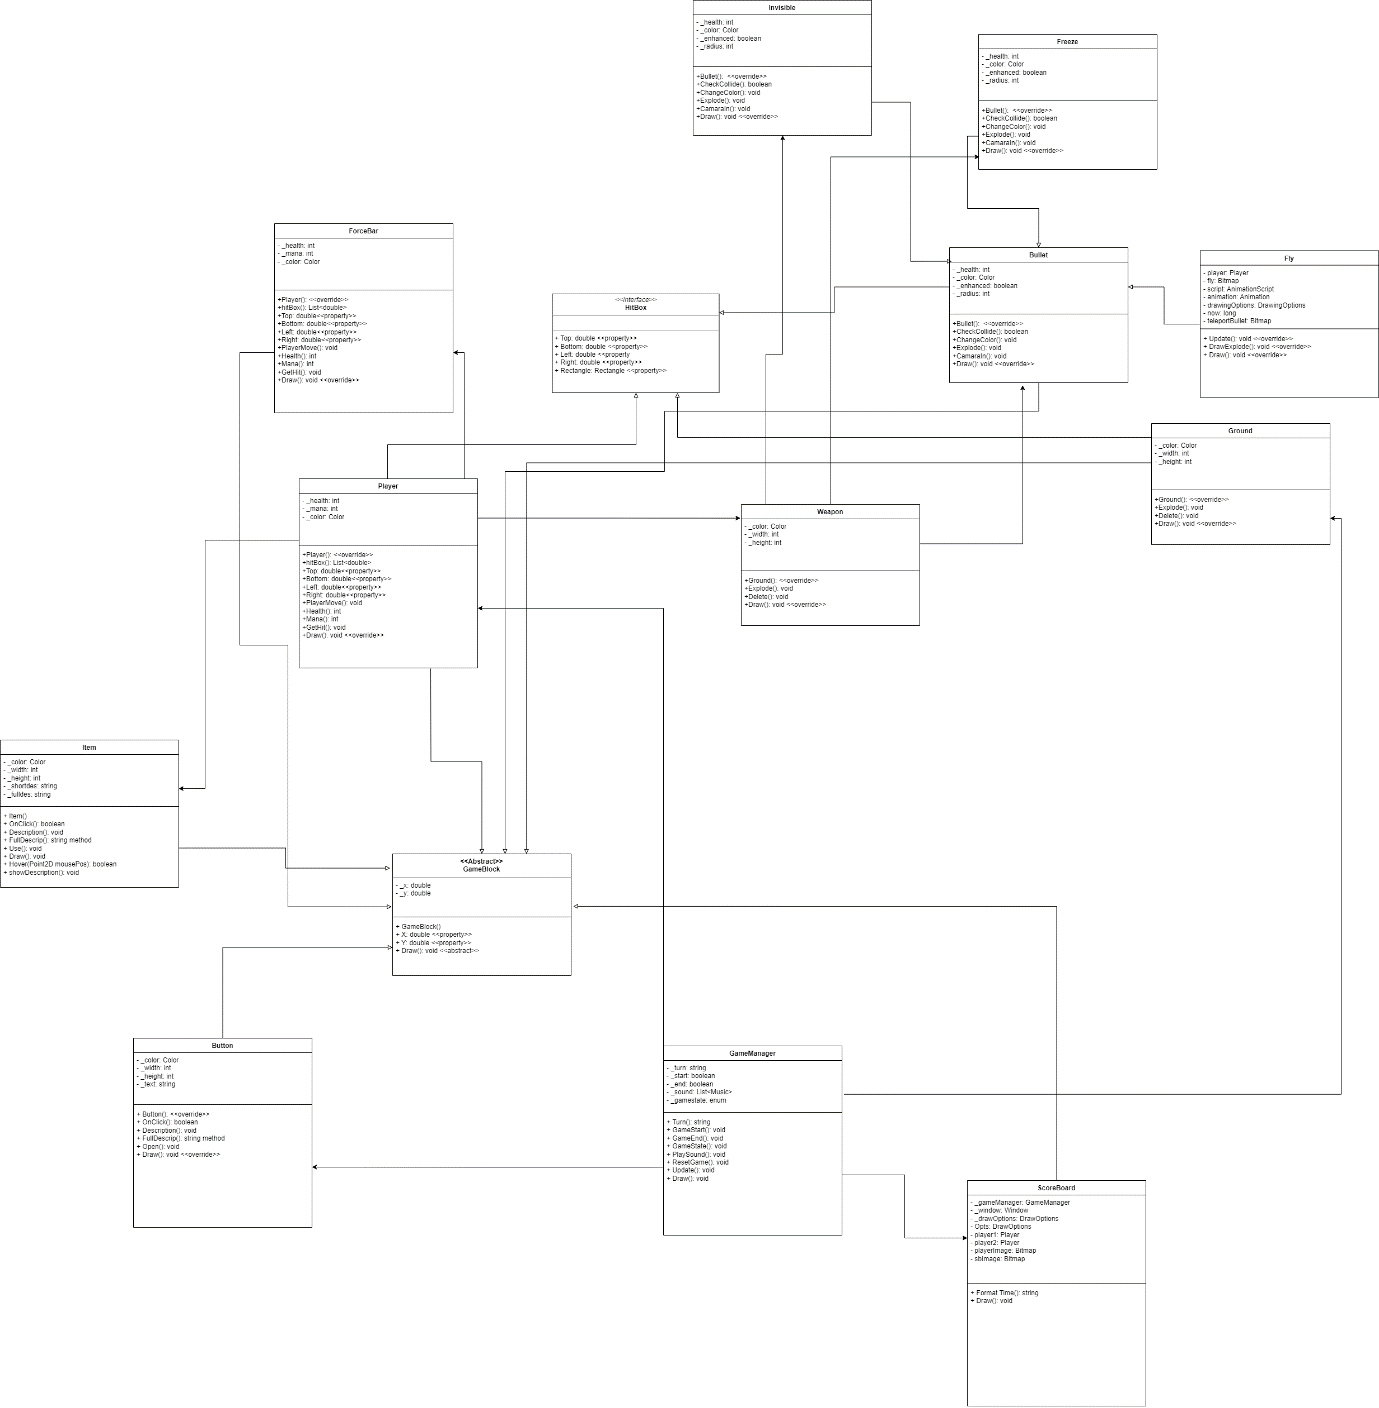 Invisible
- _health: int
- _color: Color
- _enhanced: boolean
- _radius: int
+Bullet(): <<override>>
+CheckCollide(): boolean
+ChangeColor(): void
+Explode(): void
+CamaraIn(): void
+Draw(): void <<override>>
Freeze
- _health: int
- _color: Color
- _enhanced: boolean
- _radius: int
+Bullet(): <<override>>
+CheckCollide(): boolean
+ChangeColor(): void
+Explode(): void
+CamaraIn(): void
+Draw(): void <<override>>
ForceBar
- _health: int
- _mana: int
- _color: Color
+Player(): <<override>>
+hitBox(): List<double>
+Top: double<<property>>
+Bottom: double<<property>>
+Left: double<<property>>
+Right: double<<property>>
+PlayerMove(): void
+Health(): int
+Mana(): int
+GetHit(): void
+Draw(): void <<override>>
<<Interface>>
HitBox
+ Top: double <<property>>
+ Bottom: double <<property>>
+ Left: double <<property
+ Right: double <<property>>
+ Rectangle: Rectangle <<property>>
Bullet
- _health: int
- _color: Color
- _enhanced: boolean
- _radius: int
+Bullet(): <<override>>
+CheckCollide(): boolean
+ChangeColor(): void
+Explode(): void
+CamaraIn(): void
+Draw(): void <<override>>
Fly
- player: Player
- fly: Bitmap
- script: AnimationScript
- animation: Animation
- drawingOptions: DrawingOptions
- now: long
- teleportBullet: Bitmap
+ Update(): void <<override>>
+ DrawExplode(): void <<override>>
+ Draw(): void <<override>>
Ground
- _color: Color
- _width: int
- _height: int
+Ground(): <<override>>
+Explode(): void
+Delete(): void
+Draw(): void <<override>>
Player
- _health: int
- _mana: int
- _color: Color
+Player(): <<override>>
+hitBox(): List<double>
+Top: double<<property>>
+Bottom: double<<property>>
+Left: double<<property>>
+Right: double<<property>>
+PlayerMove(): void
+Health(): int
+Mana(): int
+GetHit(): void
+Draw(): void <<override>>
Weapon
- _color: Color
- _width: int
- _height: int
+Ground(): <<override>>
+Explode(): void
+Delete(): void
+Draw(): void <<override>>
Item
- _color: Color
- _width: int
- _height: int
- _shortdes: string
- _fulldes: string
+ Item()
+ OnClick(): boolean
+ Description(): void
+ FullDescrip(): string method
+ Use(): void
+ Draw(): void
+ Hover(Point2D mousePos): boolean
+ showDescription(): void
<<Abstract>>
GameBlock
- _x: double
- _y: double
+ GameBlock()
+ X: double <<property>>
+ Y: double <<property>>
+ Draw(): void <<abstract>>
Button
- _color: Color
- _width: int
- _height: int
- _text: string
+ Button(): <<override>>
+ OnClick(): boolean
+ Description(): void
+ FullDescrip(): string method
+ Open(): void
+ Draw(): void <<override>>
GameManager
- _turn: string
- _start: boolean
- _end: boolean
- _sound: List<Music>
- _gamestate: enum
+ Turn(): string
+ GameStart(): void
+ GameEnd(): void
+ GameState(): void
+ PlaySound(): void
+ ResetGame(): void
+ Update(): void
+ Draw(): void
ScoreBoard
- _gameManager: GameManager
- _window: Window
- _drawOptions: DrawOptions
- Opts: DrawOptions
- player1: Player
- player2: Player
- playerImage: Bitmap
- sbImage: Bitmap
+ Format Time(): string
+ Draw(): void